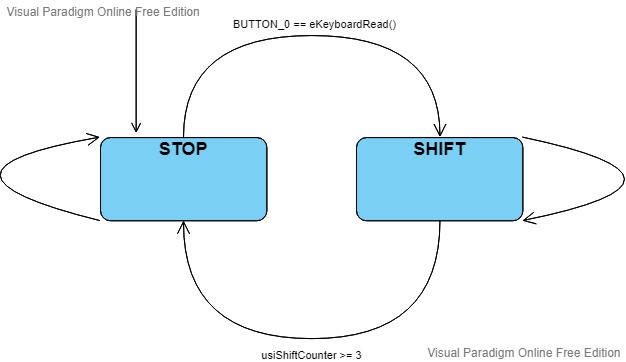 Visual Paradigm Online Free Edition
BUTTON_0 == eKeyboardRead()
STOP
SHIFT
usiShiftCounter >= 3
Visual Paradigm Online Free Edition